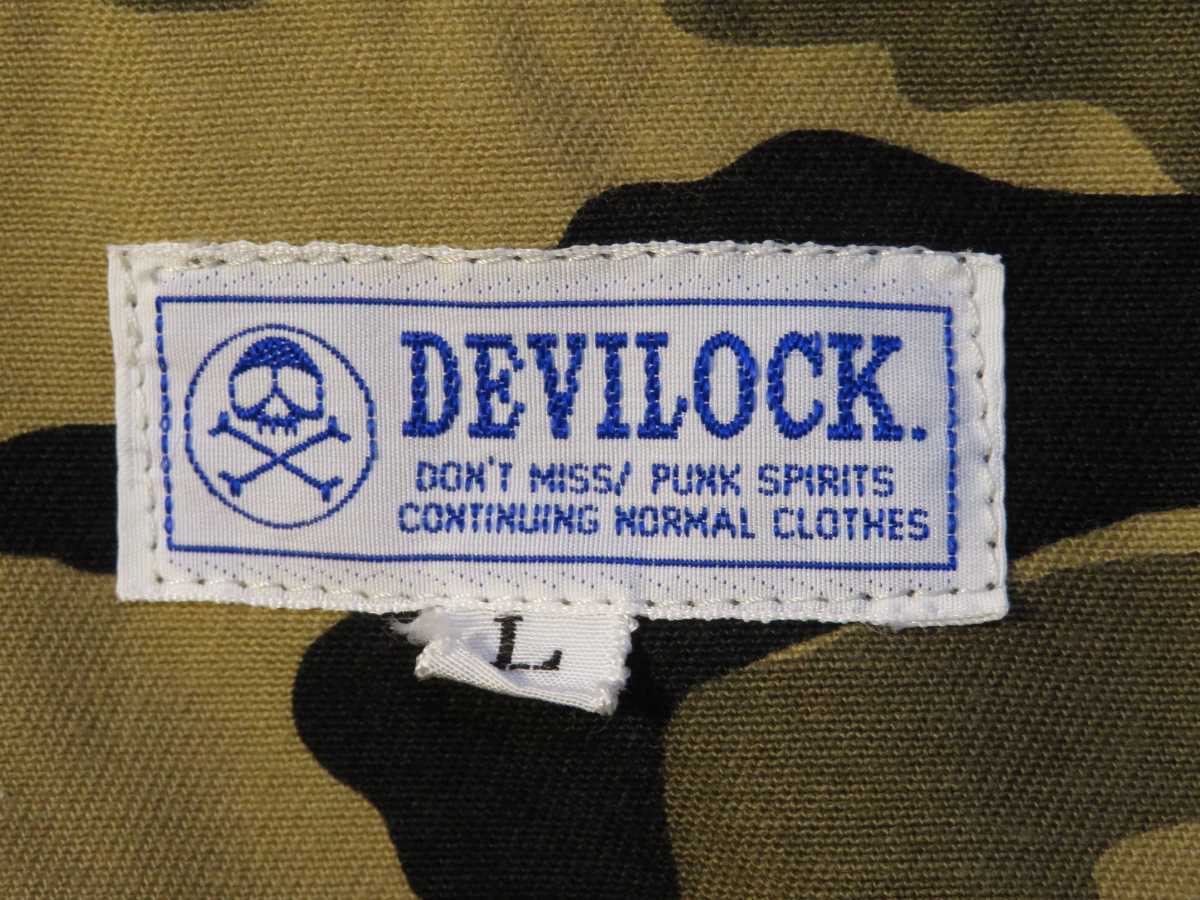 DEVILOCK.
DON'T MISS/ PUNK SPIRITS
CONTINUING NORMAL CLOTHES
L